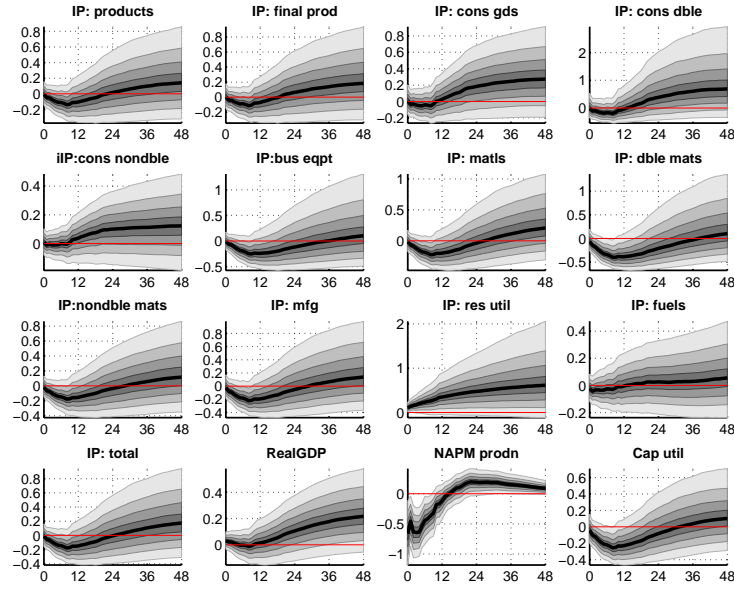 IP: products IP: final prod IP: cons gds IP: cons dble
0.8 0.8 0.8
0.6 0.6 0.6 2
0.4 0.4 0.4
0.2 0.2 0.2 1
0 0 0 0
−0.2 −0.2 −0.2
0 12 24 36 48 0 12 24 36 48 0 12 24 36 48 0 12 24 36 48
iIP:cons nondble IP:bus eqpt IP: matls IP: dble mats
0.4 1 1 1
0.2 0.5 0.5 0.5
0 0 0 0
−0.5 −0.5
0 12 24 36 48 0 12 24 36 48 0 12 24 36 48 0 12 24 36 48
IP:nondble mats IP: mfg IP: res util IP: fuels
0.8 0.8 2
0.6 0.6 0.4
0.4 0.4 1 0.2
0.2 0.2
0 0 0 0
−0.2 −0.2
−0.4 −0.4 −0.2
0 12 24 36 48 0 12 24 36 48 0 12 24 36 48 0 12 24 36 48
IP: total RealGDP NAPM prodn Cap util
0.8 0.6
0.6 0.4 0 0.4
0.4 0.2
0.2 0.2 −0.5 0
0 0 −0.2
−0.2 −1 −0.4
−0.4
0 12 24 36 48 0 12 24 36 48 0 12 24 36 48 0 12 24 36 48